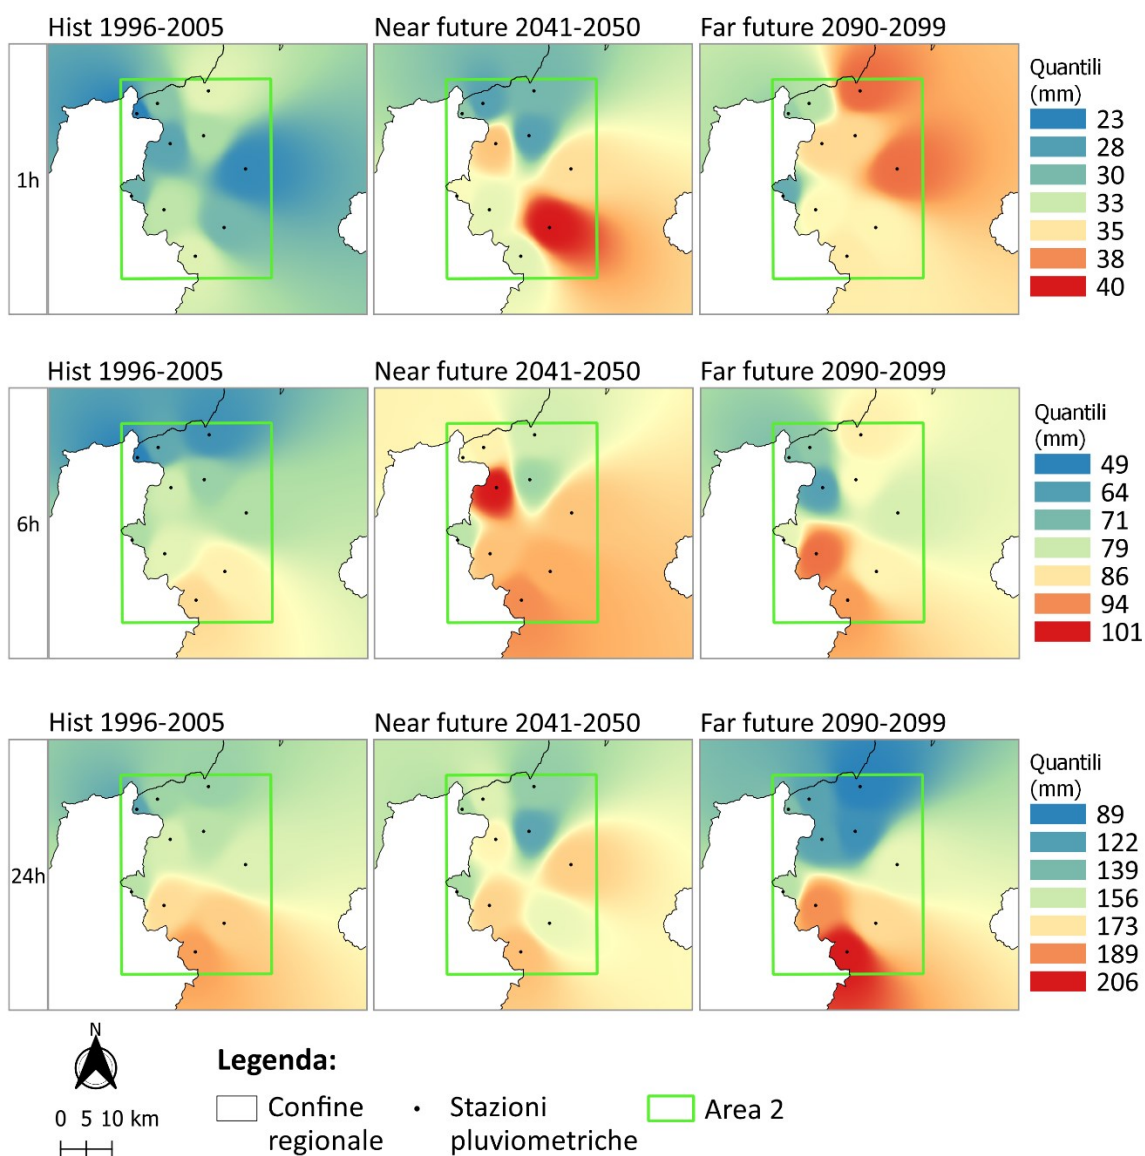 Hist 1996-2005
Near future 2041-2050
Far future 2090-2099
1h
Quantili
(mm)
23
28
30
33
35
38
40
Hist 1996-2005
Near future 2041-2050
Far future 2090-2099
6h
Quantili
(mm)
49
64
71
79
86
94
101
Hist 1996-2005
Near future 2041-2050
Far future 2090-2099
24h
Quantili
(mm)
89
122
139
156
173
189
206
N
0 5 10 km
Legenda:
Confine
regionale
Stazioni
pluviometriche
Area 2